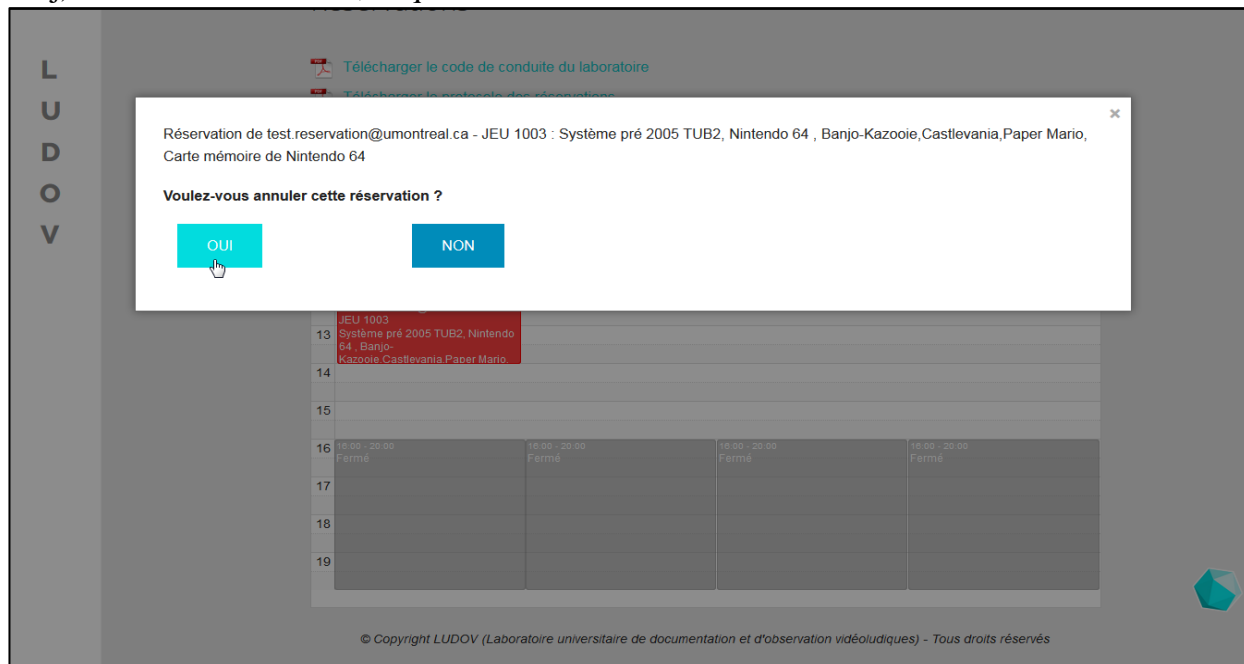 L
U
D
O
V
Télécharger le code de conduite du laboratoire
Réservation de test.reservation@umontreal.ca - JEU 1003 : Système pré 2005 TUB2, Nintendo 64 , Banjo-Kazooie,Castlevania,Paper Mario,
Carte mémoire de Nintendo 64
Voulez-vous annuler cette réservation ?
OUI
NON
JEU 1003
13 Système pré 2005 TUB2, Nintendo
64 , Banjo-
Kazooie,Castlevania,Paper Mario,
14
15
16 16:00 - 20:00 16:00 - 20:00 16:00 - 20:00 16:00 - 20:00
Fermé Fermé Fermé Fermé
17
18
19
© Copyright LUDOV (Laboratoire universitaire de documentation et d'observation vidéoludiques) - Tous droits réservés